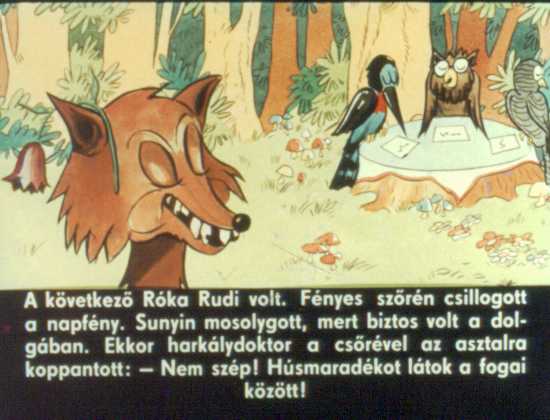 A következő Róka Rudi volt. Fényes szőrén csillogott
a napfény. Sunyin mosolygott, mert biztos volt a dol-
gában. Ekkor harkálydoktor a csőrével az asztalra
koppantott: — Nem szép! Húsmaradékot látok a fogai
között!